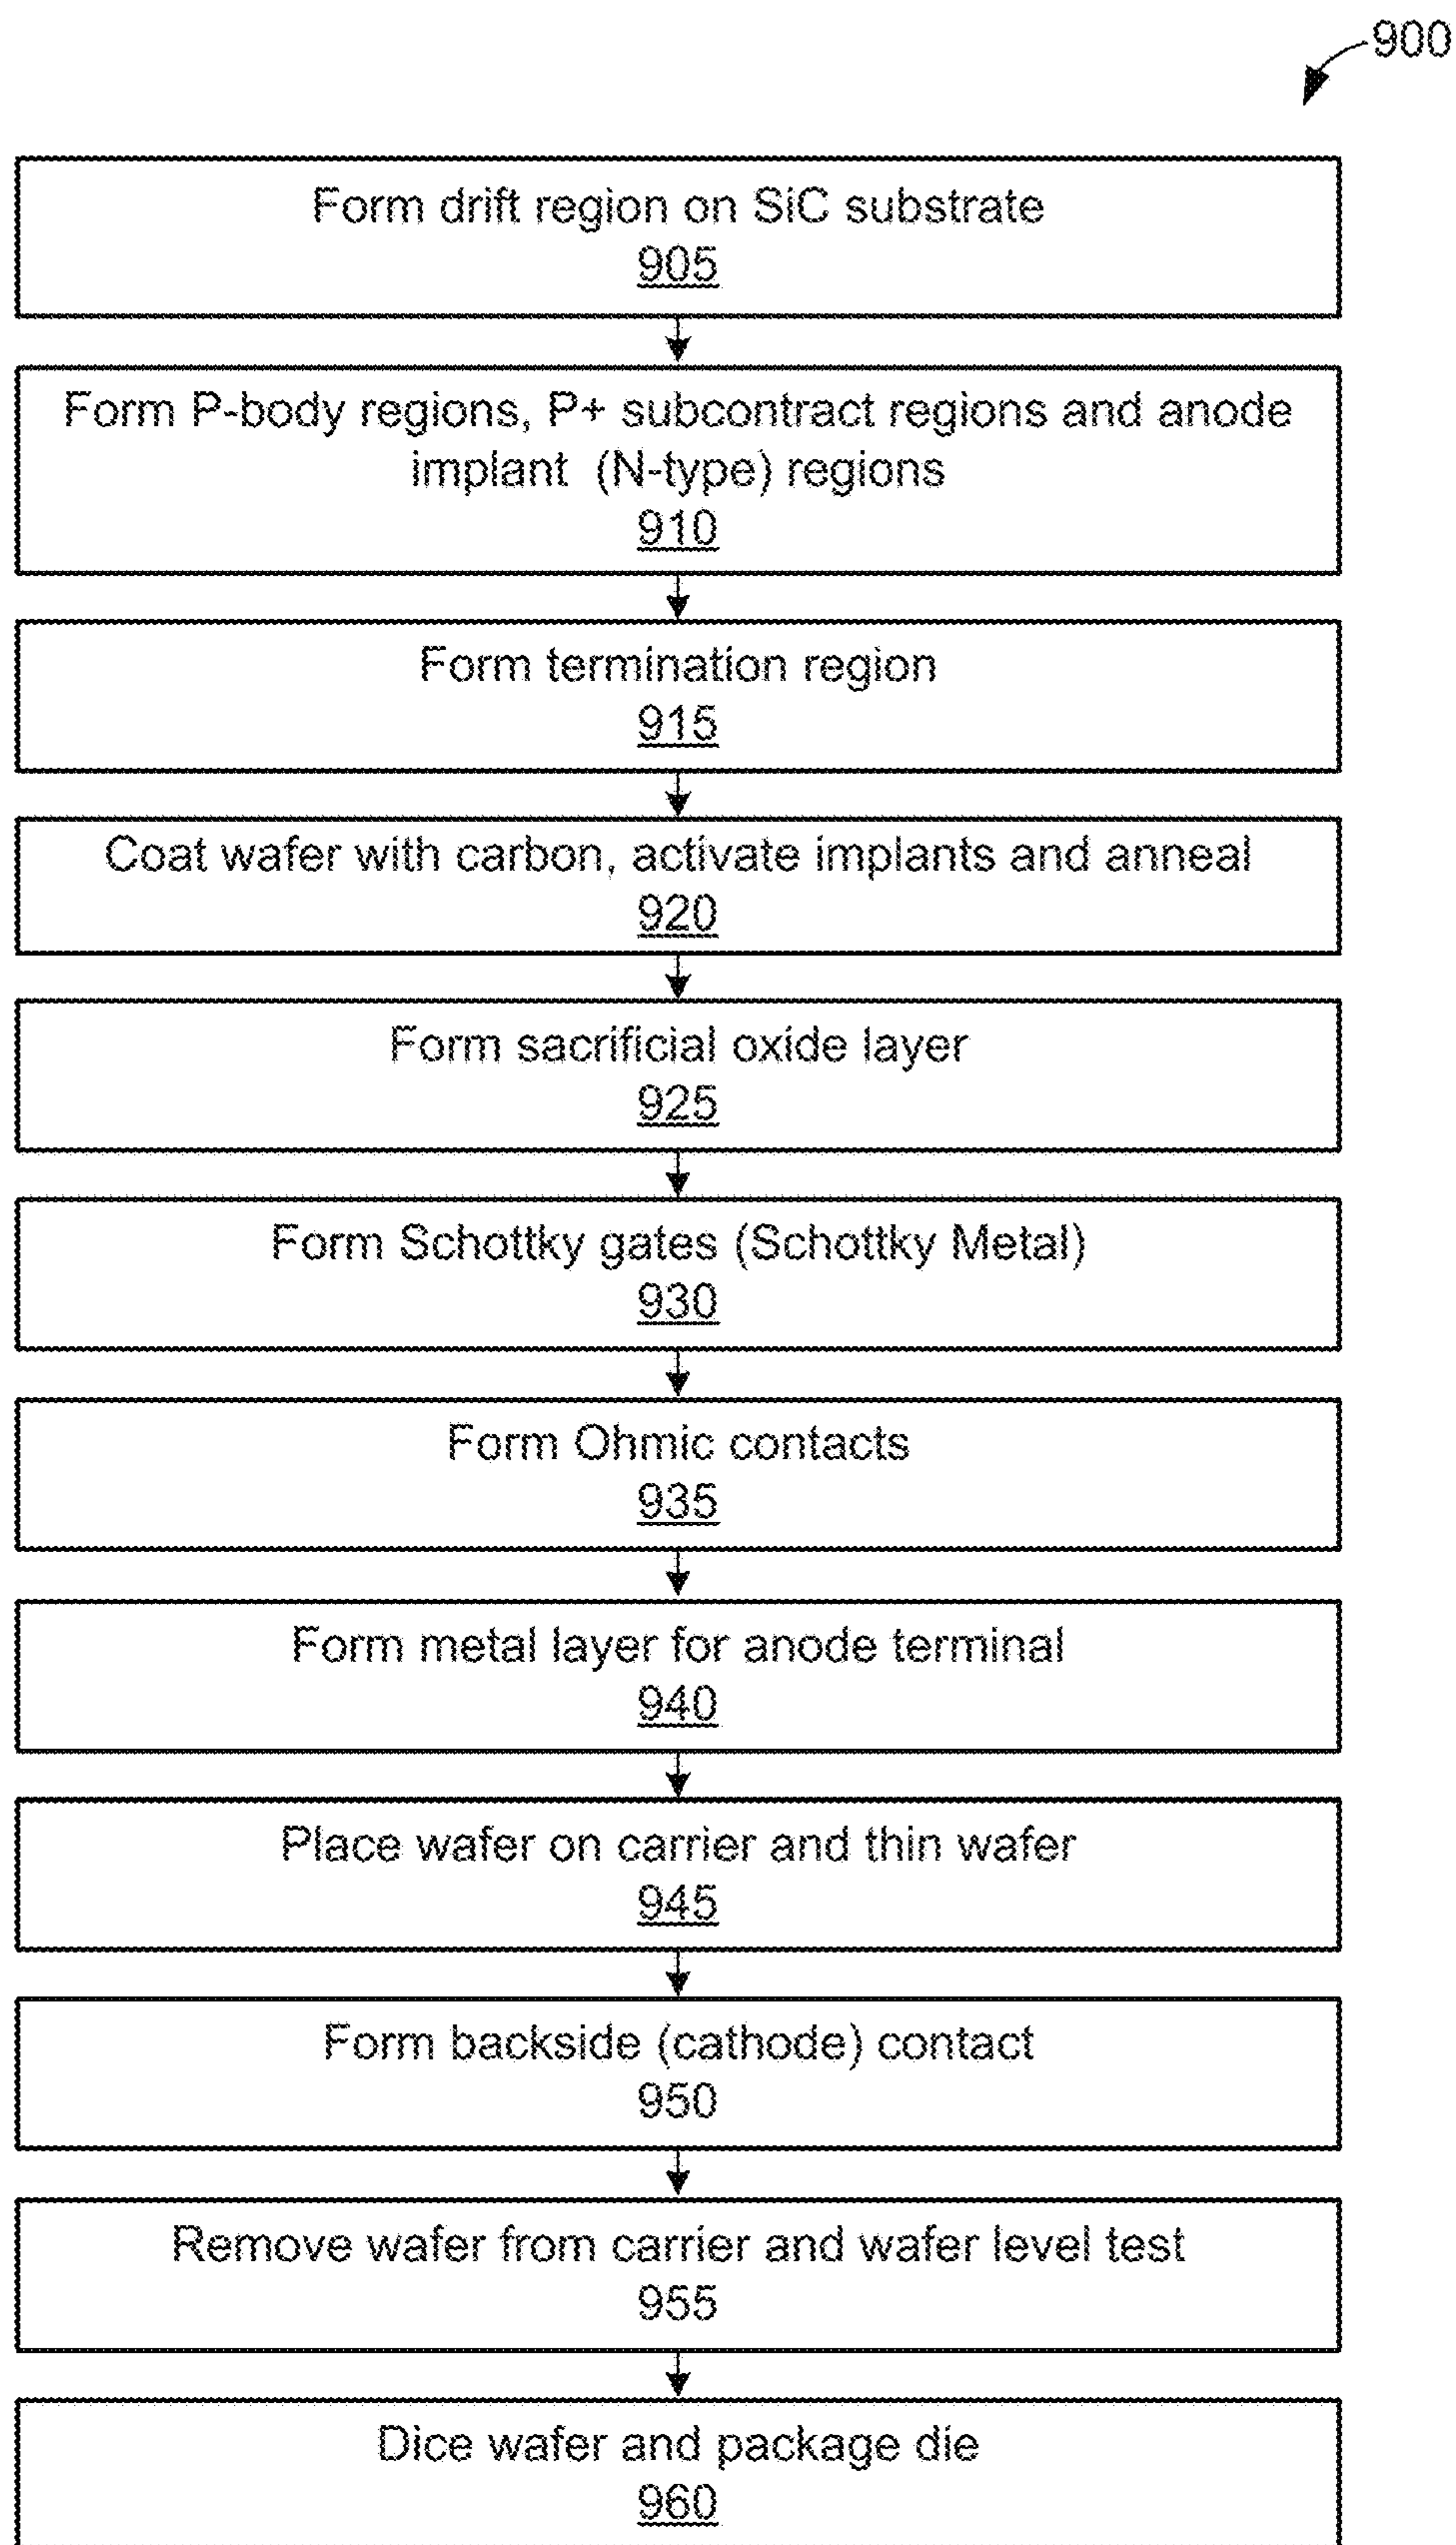 900
Form drift region on SiC substrate
905
Form P-body regions, P+ subcontract regions and anode
implant (N-type) regions
910
Form termination region
915
Coat wafer with carbon, activate implants and anneal
920
Form sacrificial oxide layer
925
Form Schottky gates (Schottky Metal)
930
Form Ohmic contacts
935
Form metal layer for anode terminal
940
Place wafer on carrier and thin wafer
945
Form backside (cathode) contact
950
Remove wafer from carrier and wafer level test
955
Dice wafer and package die
960